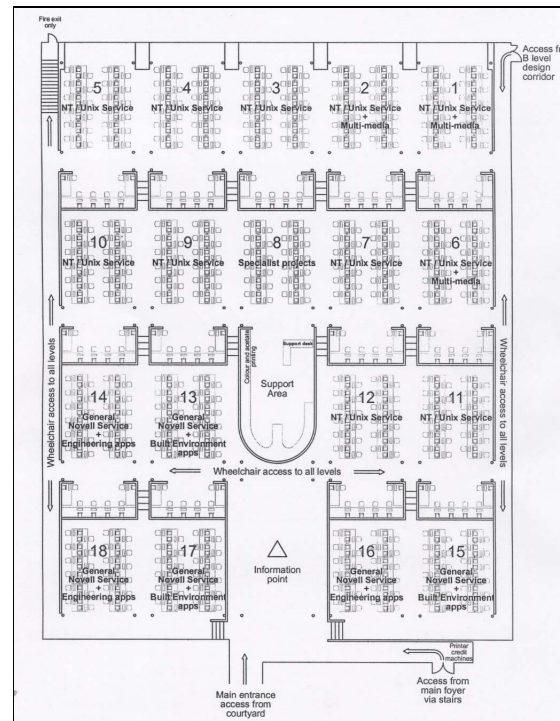 Fire exit
only
Access fr
B level
design
corridor
5
NT / Unix Service
4
NT / Unix Service
3
NT / Unix Service
2
NT / Unix Service
+
Multi-media
1
NT / Unix Service
+
Multi-media
10
NT / Unix Service
9
NT / Unix Service
8
Specialist projects
7
NT / Unix Service
6
NT / Unix Service
+
Multi-media
Wheelchair access to all levels
Wheelchair access to all levels
Colour and acetate
printing
Support desk
Support
Area
14
General
Novell Service
+
Engineering apps
13
General
Novell Service
+
Built Environment
apps
12
NT / Unix Service
11
NT / Unix Service
Wheelchair access to all levels
18
General
Novell Service
+
Engineering apps
17
General
Novell Service
+
Built Environment
apps
Information
point
16
General
Novell Service
+
Engineering apps
15
General
Novell Service
+
Built Environment
apps
Printer
credit
machines
Main entrance
access from
courtyard
Access from
main foyer
via stairs